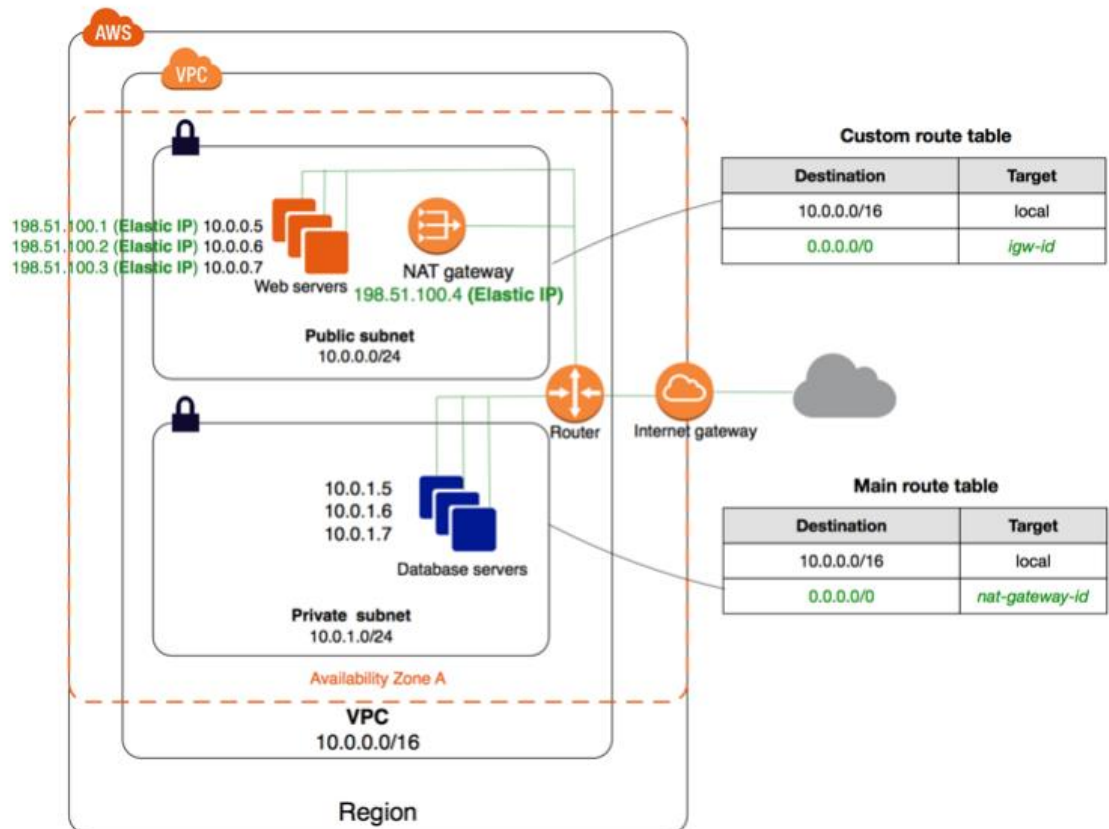 AWS
VPC
198.51.100.1 (Elastic IP) 10.0.0.5
198.51.100.2 (Elastic IP) 10.0.0.6
198.51.100.3 (Elastic IP) 10.0.0.7
Web servers
NAT gateway
198.51.100.4 (Elastic IP)
Public subnet
10.0.0.0/24
Router
Internet gateway
10.0.1.5
10.0.1.6
10.0.1.7
Database servers
Private subnet
10.0.1.0/24
Availability Zone A
VPC
10.0.0.0/16
Region
Custom route table
Destination Target
10.0.0.0/16 local
0.0.0.0/0 igw-id
Main route table
Destination Target
10.0.0.0/16 local
0.0.0.0/0 nat-gateway-id